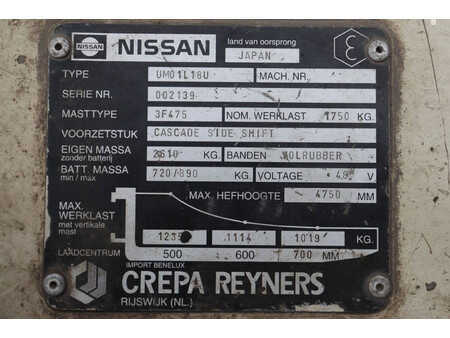 NISSAN NISSAN land van oorsprong
JAPAN
TYPE UM01L18U MACH. NR.
SERIE NR. 002139
MASTTYPE 3F475 NOM. WERKLAST 1750 KG.
VOORZETSTUK CASCADE SIDE SHIFT
EIGEN MASSA
zonder batterij 3610 KG. BANDEN VOLRUBBER
BATT. MASSA
min / max 720/890 KG. VOLTAGE 48 V
MAX. HEFHOOGTE 4750 MM
MAX.
WERKLAST
met vertikale
mast 1235 1114 1019 KG.
LAADCENTRUM 500 600 700 MM
IMPORT BENELUX
CREPA REYNERS
RIJSWIJK (NL.)